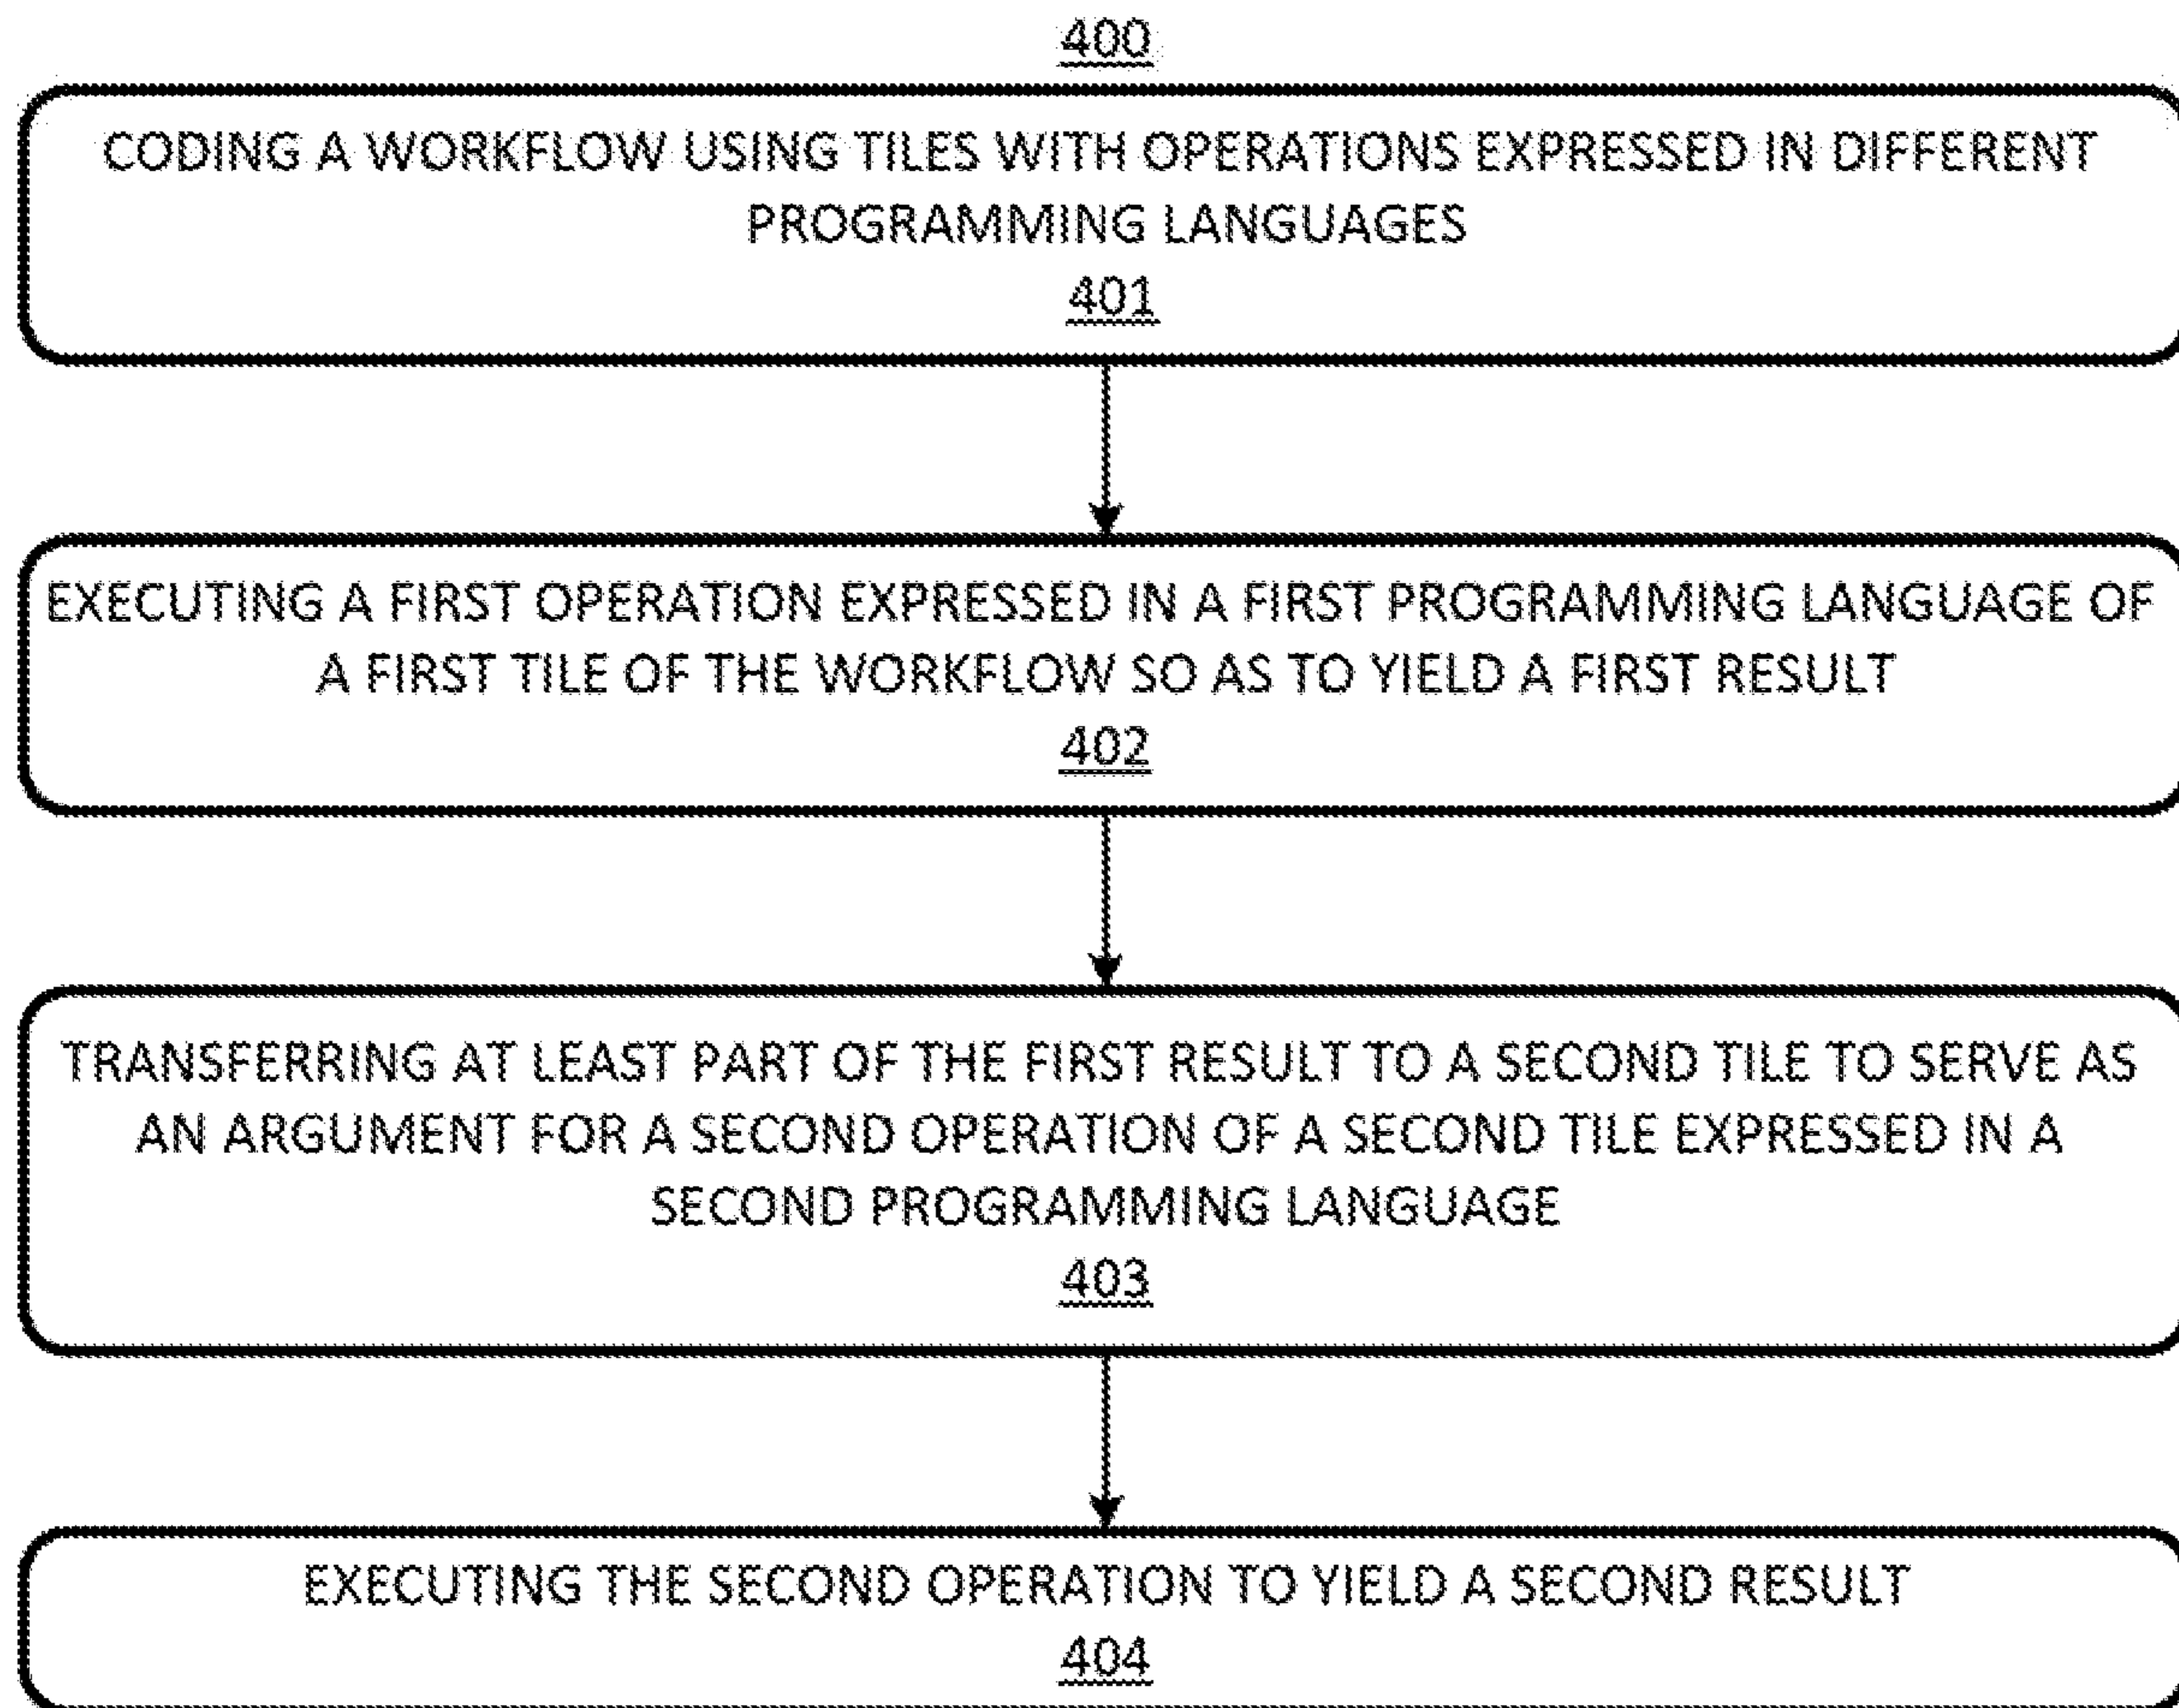 400
CODING A WORKFLOW USING TILES WITH OPERATIONS EXPRESSED IN DIFFERENT
PROGRAMMING LANGUAGES
401
EXECUTING A FIRST OPERATION EXPRESSED IN A FIRST PROGRAMMING LANGUAGE OF
A FIRST TILE OF THE WORKFLOW SO AS TO YIELD A FIRST RESULT
402
TRANSFERRING AT LEAST PART OF THE FIRST RESULT TO A SECOND TILE TO SERVE AS
AN ARGUMENT FOR A SECOND OPERATION OF A SECOND TILE EXPRESSED IN A
SECOND PROGRAMMING LANGUAGE
403
EXECUTING THE SECOND OPERATION TO YIELD A SECOND RESULT
404